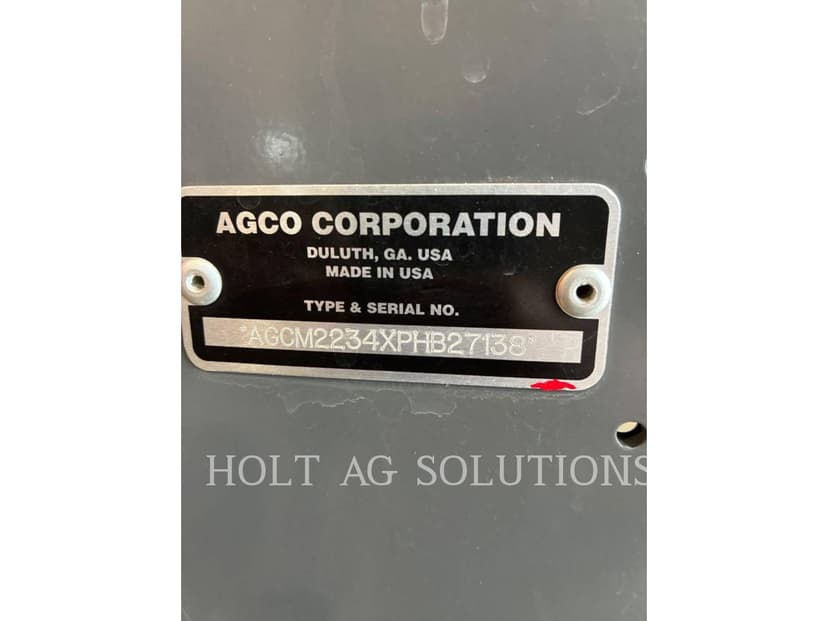 AGCO CORPORATION
DULUTH, GA. USA
MADE IN USA
TYPE & SERIAL NO.
*AGCM2234XPHB27138*
HOLT AG SOLUTIONS